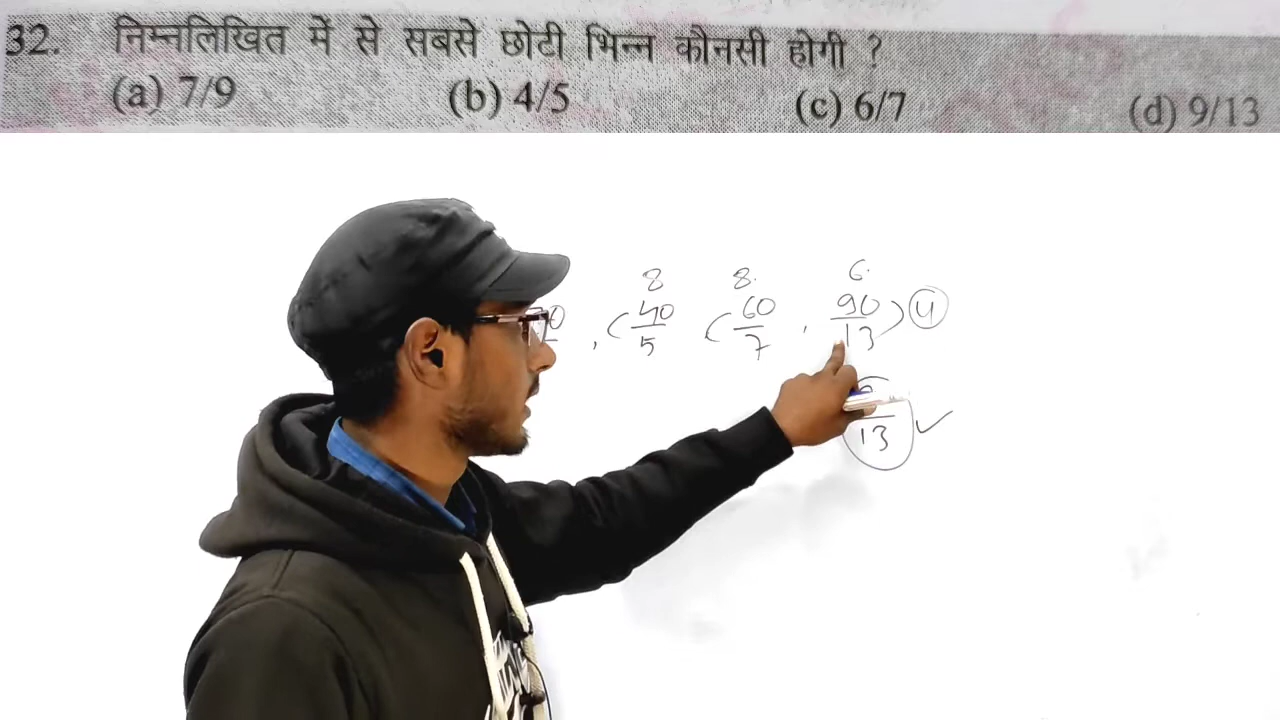 32. निम्नलिखित में से सबसे छोटी भिन्न कौनसी होगी ?
(a) 7/9 (b) 4/5 (c) 6/7 (d) 9/13
8 8. 6.
, ( 40/5 ( 60/7 , 90/13 ) 4
13 ✓